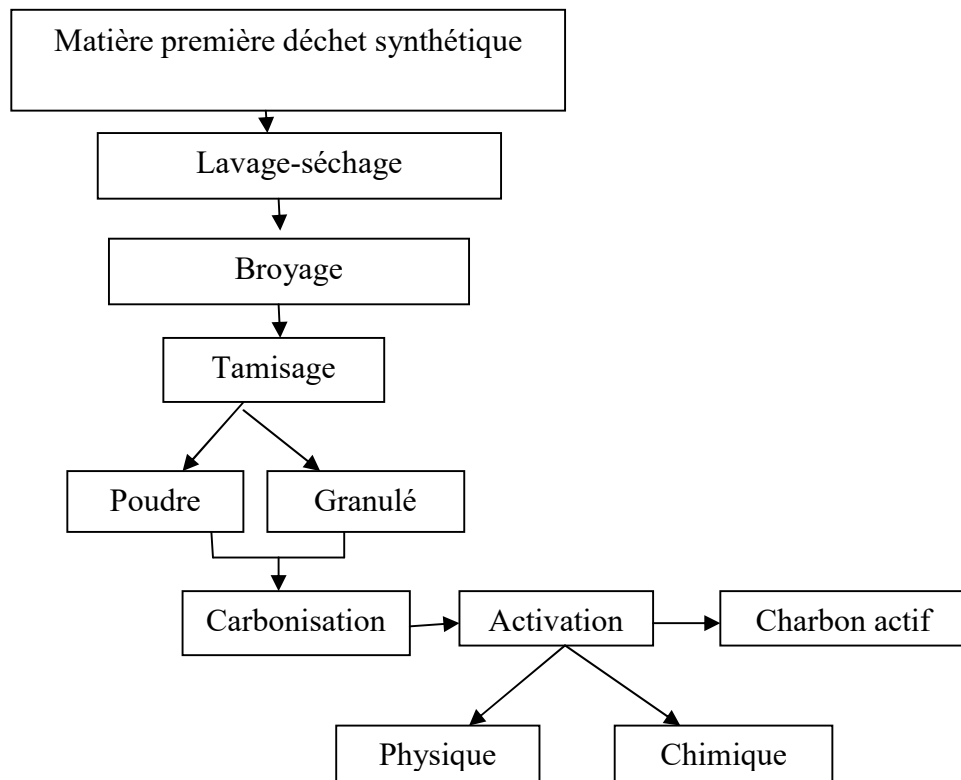 Matière première déchet synthétique
Lavage-séchage
Broyage
Tamisage
Poudre
Granulé
Carbonisation
Activation
Charbon actif
Physique
Chimique